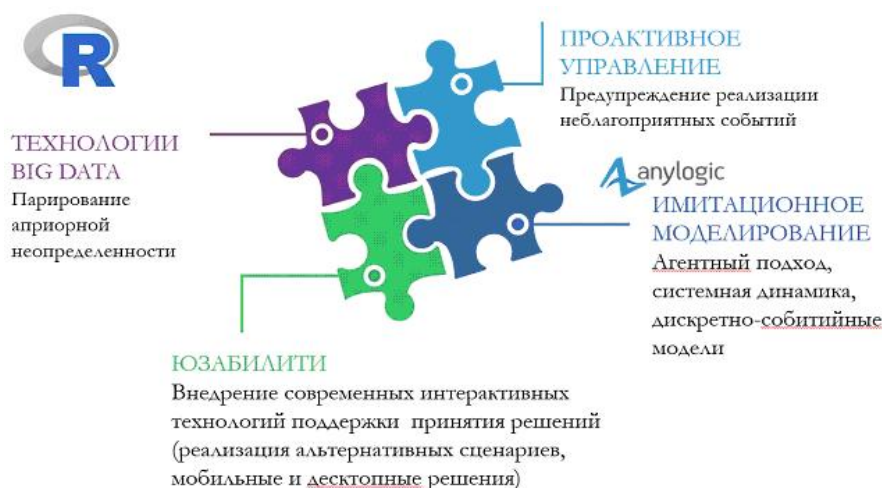 R
ПРОАКТИВНОЕ
УПРАВЛЕНИЕ
Предупреждение реализации
неблагоприятных событий
ТЕХНОЛОГИИ
BIG DATA
Парирование
априорной
неопределенности
anylogic
ИМИТАЦИОННОЕ
МОДЕЛИРОВАНИЕ
Агентный подход,
системная динамика,
дискретно-собитийные
модели
ЮЗАБИЛИТИ
Внедрение современных интерактивных
технологий поддержки принятия решений
(реализация альтернативных сценариев,
мобильные и десктопные решения)